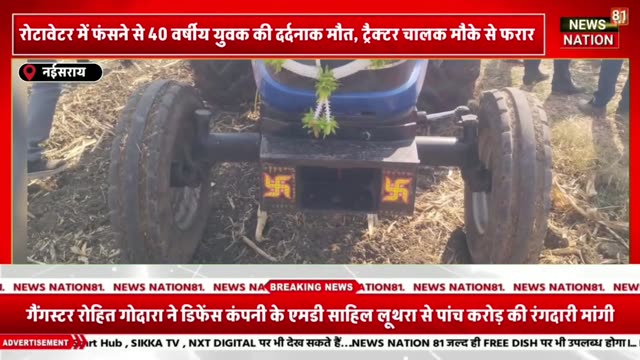 रोटावेटर में फंसने से 40 वर्षीय युवक की दर्दनाक मौत, ट्रैक्टर चालक मौके से फरार
81
NEWS
NATION
नईसराय
NEWS NATION81. NEWS NATION81. NEWS NATION81. NEWS NATION81. NEWS NATION81.
BREAKING NEWS
गैंगस्टर रोहित गोदारा ने डिफेंस कंपनी के एमडी साहिल लूथरा से पांच करोड़ की रंगदारी मांगी
ADVERTISEMENT
Hub , SIKKA TV , NXT DIGITAL पर भी देख सकते हैं...NEWS NATION 81 जल्द ही FREE DISH पर भी उपलब्ध होगा